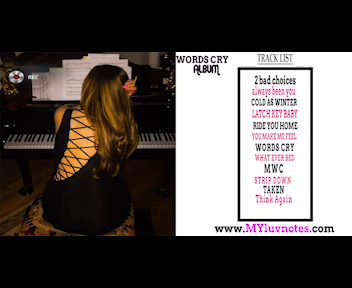 REC
WORDS CRY
ALBUM
TRACK LIST
2 bad choices
always been you
COLD AS WINTER
LATCH KEY BABY
RIDE YOU HOME
YOU MAKE ME FEEL
WORDS CRY
WHAT EVER BED
MWC
STRIP DOWN
TAKEN
Think Again
www.MYluvnotes.com